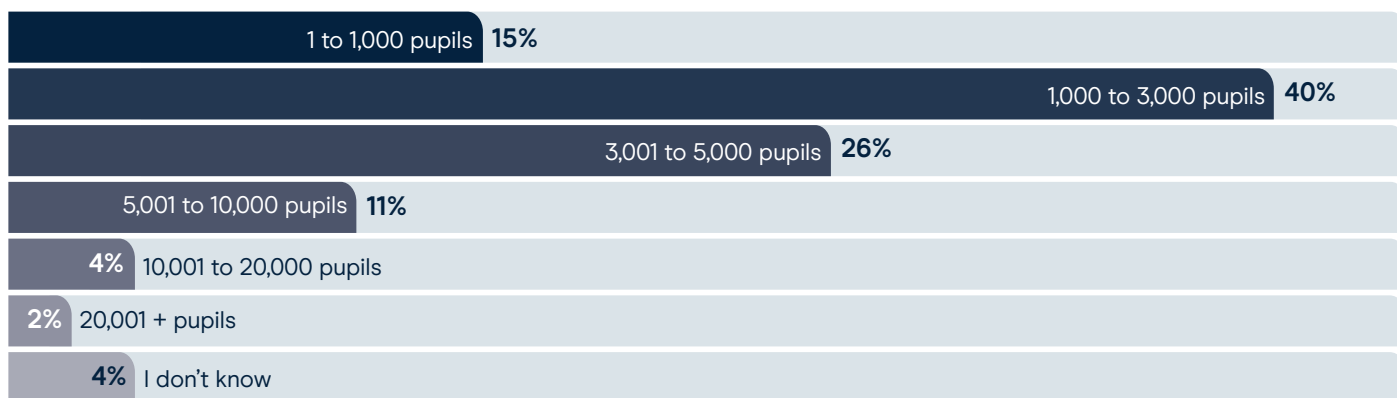 1 to 1,000 pupils 15%
1,000 to 3,000 pupils 40%
3,001 to 5,000 pupils 26%
5,001 to 10,000 pupils 11%
4% 10,001 to 20,000 pupils
2% 20,001 + pupils
4% I don’t know